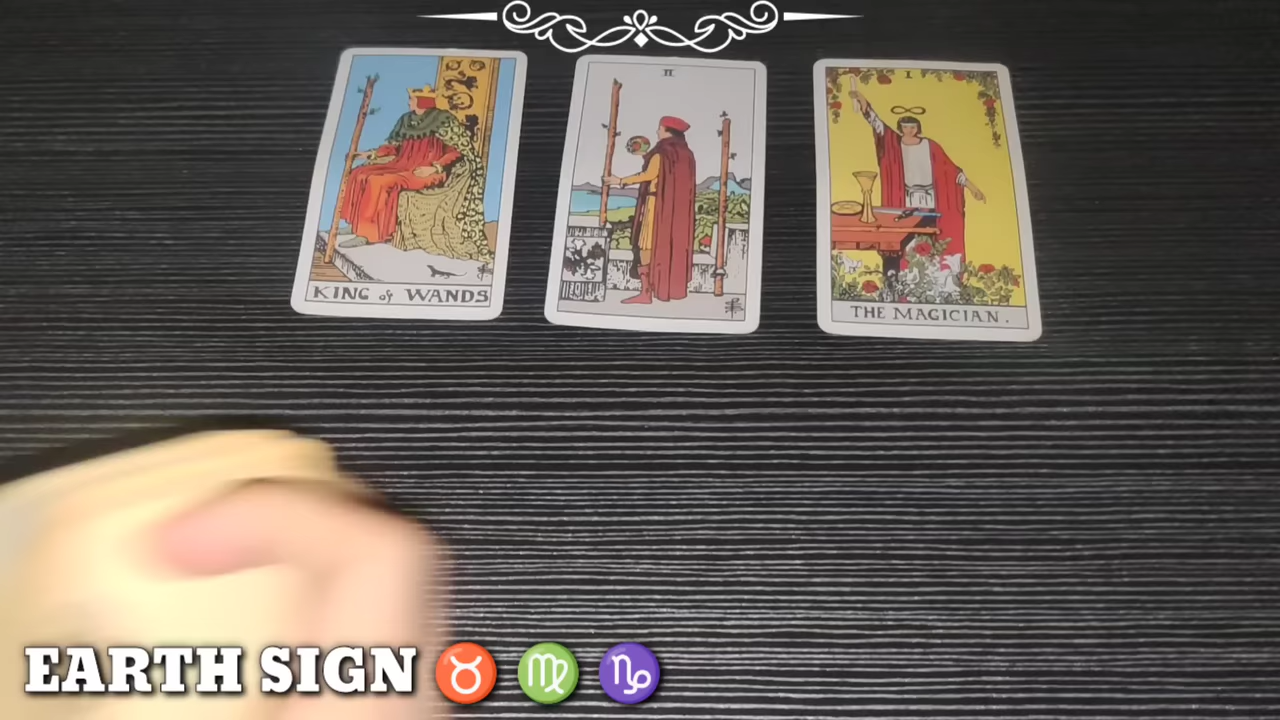 II
I
KING of WANDS
THE MAGICIAN.
EARTH SIGN ♉ ♍ ♑